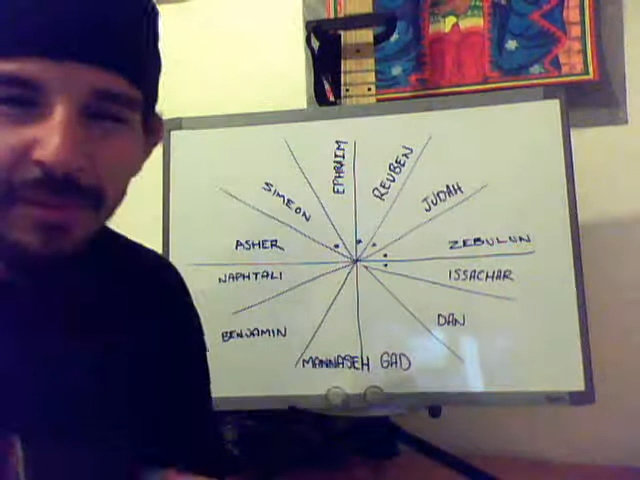 EPHRAIM
REUBEN
SIMEON
JUDAH
ASHER
ZEBULUN
NAPHTALI
ISSACHAR
BENJAMIN
DAN
MANNASEH GAD